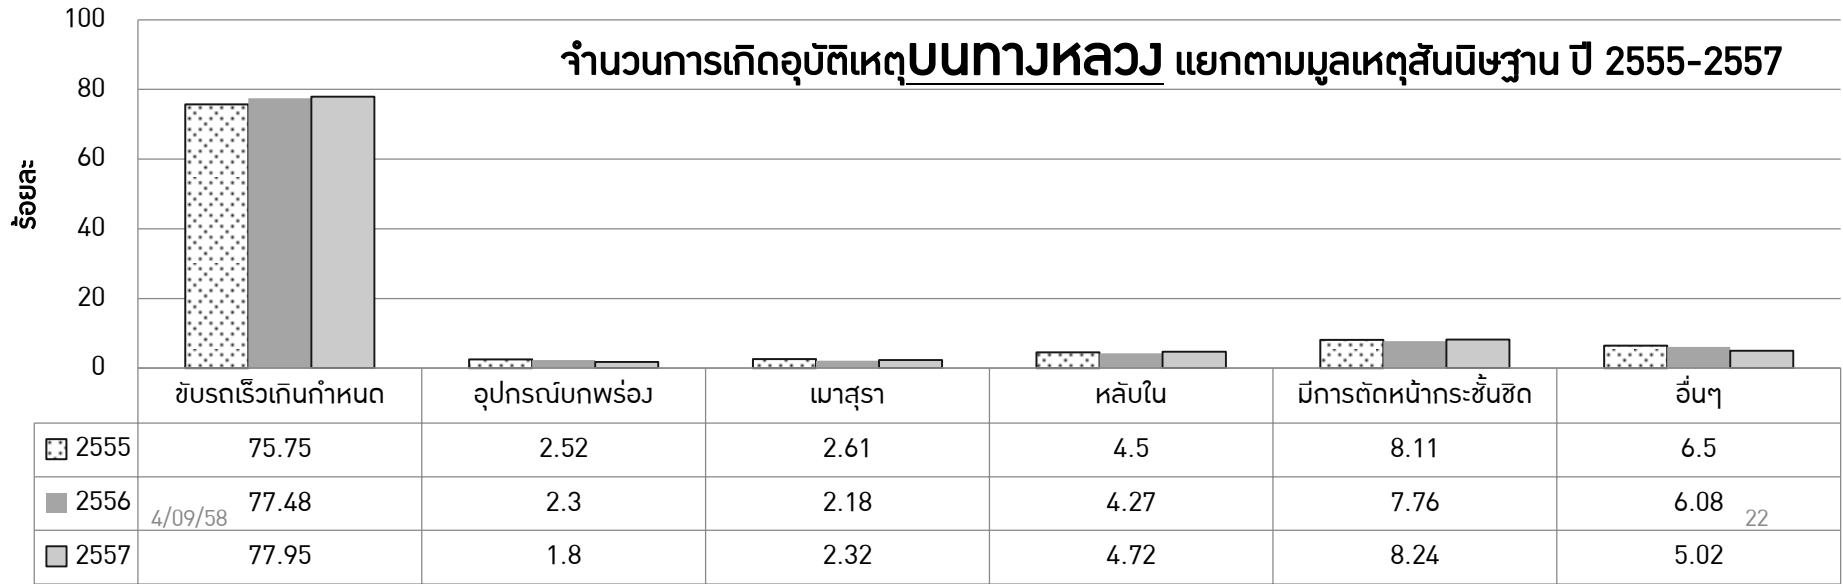 จำนวนการเกิดอุบัติเหตุบนทางหลวง แยกตามมูลเหตุสันนิษฐาน ปี 2555-2557
ร้อยละ
100
80
60
40
20
0
ขับรถเร็วเกินกำหนด อุปกรณ์บกพร่อง เมาสุรา หลับใน มีการตัดหน้ากระชั้นชิด อื่นๆ
2555 75.75 2.52 2.61 4.5 8.11 6.5
2556 77.48 2.3 2.18 4.27 7.76 6.08
4/09/58 22
2557 77.95 1.8 2.32 4.72 8.24 5.02